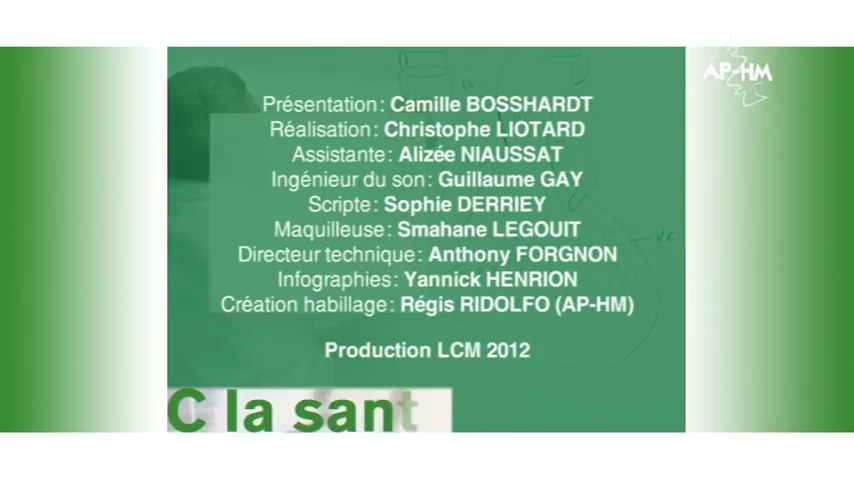 AP-HM
Présentation : Camille BOSSHARDT
Réalisation : Christophe LIOTARD
Assistante : Alizée NIAUSSAT
Ingénieur du son : Guillaume GAY
Scripte : Sophie DERRIEY
Maquilleuse : Smahane LEGOUIT
Directeur technique : Anthony FORGNON
Infographies : Yannick HENRION
Création habillage : Régis RIDOLFO (AP-HM)
Production LCM 2012
C la sant